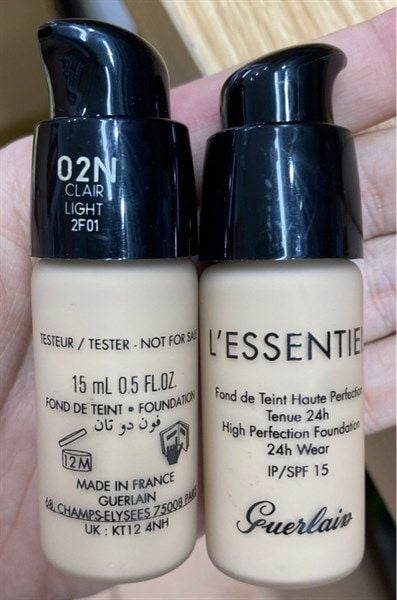 02N
CLAIR
LIGHT
2F01
TESTEUR / TESTER - NOT FOR SALE
15 mL 0.5 FL.OZ.
FOND DE TEINT • FOUNDATION
فون دو تان
12M
MADE IN FRANCE
GUERLAIN
68, CHAMPS-ELYSEES 75008 PARIS
UK : KT12 4NH
L'ESSENTIEL
Fond de Teint Haute Perfection
Tenue 24h
High Perfection Foundation
24h Wear
IP/SPF 15
Guerlain